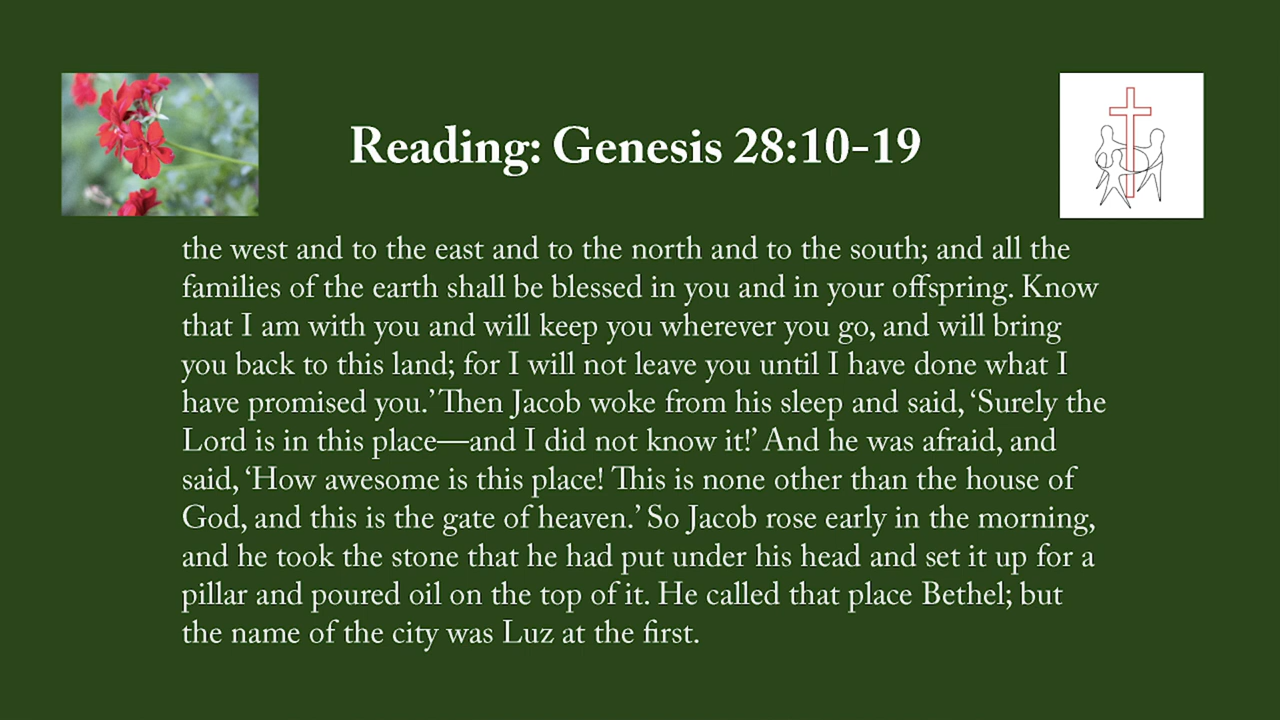 Reading: Genesis 28:10-19
the west and to the east and to the north and to the south; and all the
families of the earth shall be blessed in you and in your offspring. Know
that I am with you and will keep you wherever you go, and will bring
you back to this land; for I will not leave you until I have done what I
have promised you.’ Then Jacob woke from his sleep and said, ‘Surely the
Lord is in this place—and I did not know it!’ And he was afraid, and
said, ‘How awesome is this place! This is none other than the house of
God, and this is the gate of heaven.’ So Jacob rose early in the morning,
and he took the stone that he had put under his head and set it up for a
pillar and poured oil on the top of it. He called that place Bethel; but
the name of the city was Luz at the first.